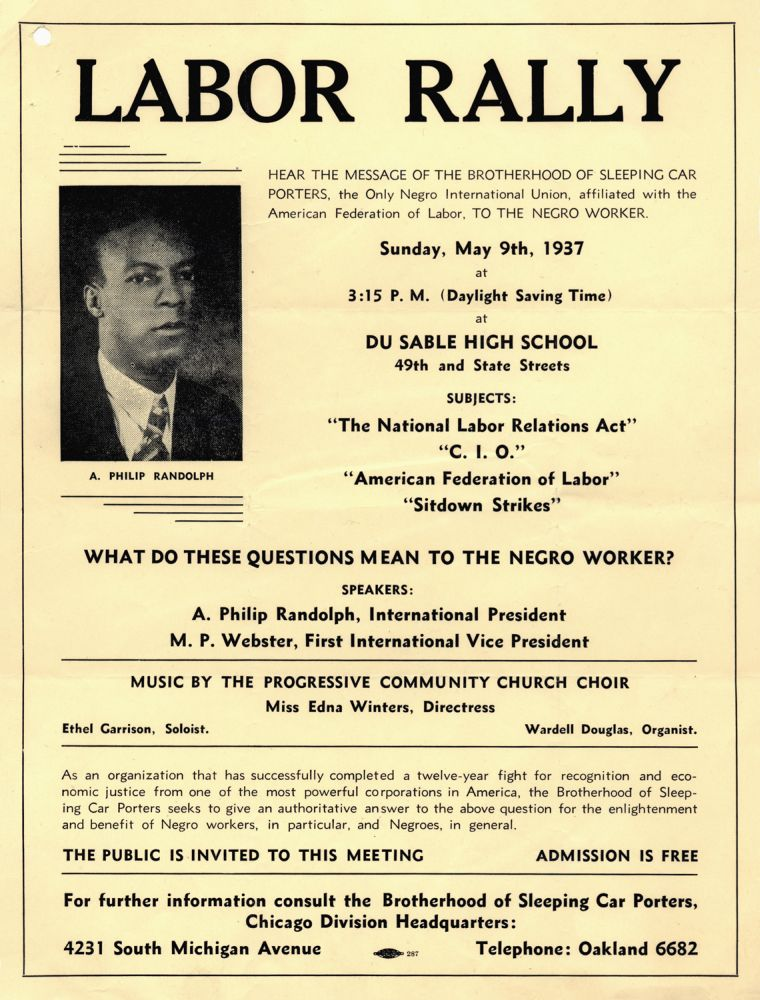 LABOR RALLY
HEAR THE MESSAGE OF THE BROTHERHOOD OF SLEEPING CAR
PORTERS, the Only Negro International Union, affiliated with the
American Federation of Labor, TO THE NEGRO WORKER.
Sunday, May 9th, 1937
at
3:15 P. M. (Daylight Saving Time)
at
DU SABLE HIGH SCHOOL
49th and State Streets
SUBJECTS:
“The National Labor Relations Act”
“C. I. O.”
“American Federation of Labor”
“Sitdown Strikes”
A. PHILIP RANDOLPH
WHAT DO THESE QUESTIONS MEAN TO THE NEGRO WORKER?
SPEAKERS:
A. Philip Randolph, International President
M. P. Webster, First International Vice President
MUSIC BY THE PROGRESSIVE COMMUNITY CHURCH CHOIR
Miss Edna Winters, Directress
Ethel Garrison, Soloist. Wardell Douglas, Organist.
As an organization that has successfully completed a twelve-year fight for recognition and eco-
nomic justice from one of the most powerful corporations in America, the Brotherhood of Sleep-
ing Car Porters seeks to give an authoritative answer to the above question for the enlightenment
and benefit of Negro workers, in particular, and Negroes, in general.
THE PUBLIC IS INVITED TO THIS MEETING ADMISSION IS FREE
For further information consult the Brotherhood of Sleeping Car Porters,
Chicago Division Headquarters:
4231 South Michigan Avenue 287 Telephone: Oakland 6682